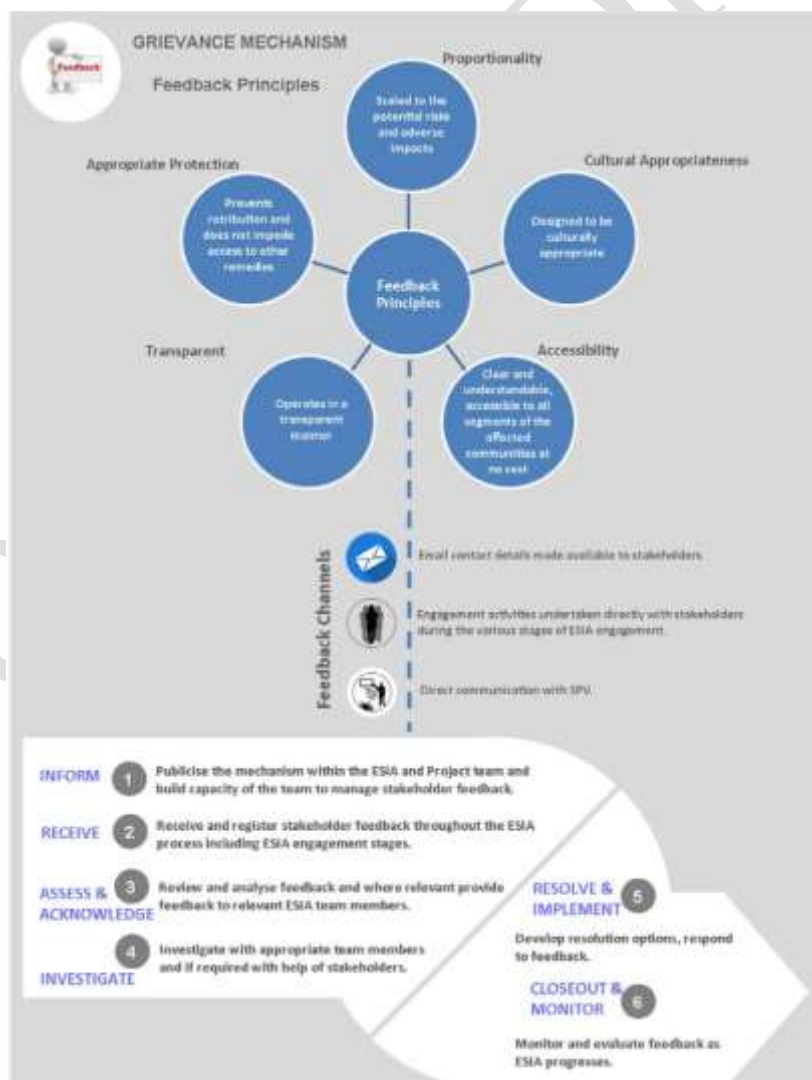 GRIEVANCE MECHANISM
Feedback
Feedback Principles
Proportionality
Scaled to the
potential risks
and adverse
impacts
Appropriate Protection
Prevents
retribution and
does not impede
access to other
remedies
Cultural Appropriateness
Designed to be
culturally
appropriate
Feedback
Principles
Transparent
Operates in a
transparent
manner
Accessibility
Clear and
understandable,
accessible to all
segments of the
affected
communities at
no cost
Feedback Channels
Email contact details made available to stakeholders.
Engagement activities undertaken directly with stakeholders
during the various stages of ESIA engagement.
Direct communication with SPV.
INFORM 1 Publicise the mechanism within the ESIA and Project team and
build capacity of the team to manage stakeholder feedback.
RECEIVE 2 Receive and register stakeholder feedback throughout the ESIA
process including ESIA engagement stages.
ASSESS & 3 Review and analyse feedback and where relevant provide
ACKNOWLEDGE feedback to relevant ESIA team members.
4 Investigate with appropriate team members
and if required with help of stakeholders.
INVESTIGATE
RESOLVE & 5
IMPLEMENT
Develop resolution options, respond
to feedback.
CLOSEOUT & 6
MONITOR
Monitor and evaluate feedback as
ESIA progresses.